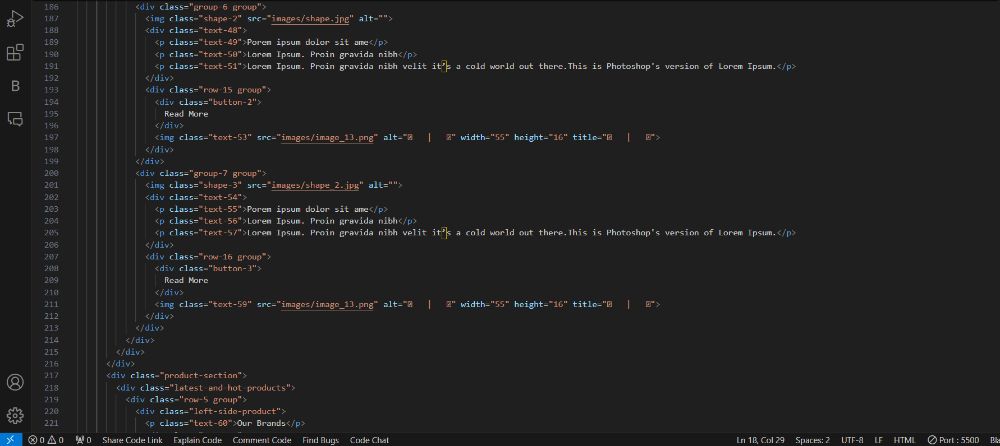 186 <div class="group-6 group">
187 <img class="shape-2" src="images/shape.jpg" alt="">
188 <div class="text-48">
189 <p class="text-49">Porem ipsum dolor sit ame</p>
190 <p class="text-50">Lorem Ipsum. Proin gravida nibh</p>
191 <p class="text-51">Lorem Ipsum. Proin gravida nibh velit it’s a cold world out there.This is Photoshop's version of Lorem Ipsum.</p>
192 </div>
193 <div class="row-15 group">
194 <div class="button-2">
195 Read More
196 </div>
197 <img class="text-53" src="images/image_13.png" alt=" | " width="55" height="16" title=" | ">
198 </div>
199 </div>
200 <div class="group-7 group">
201 <img class="shape-3" src="images/shape_2.jpg" alt="">
202 <div class="text-54">
203 <p class="text-55">Porem ipsum dolor sit ame</p>
204 <p class="text-56">Lorem Ipsum. Proin gravida nibh</p>
205 <p class="text-57">Lorem Ipsum. Proin gravida nibh velit it’s a cold world out there.This is Photoshop's version of Lorem Ipsum.</p>
206 </div>
207 <div class="row-16 group">
208 <div class="button-3">
209 Read More
210 </div>
211 <img class="text-59" src="images/image_13.png" alt=" | " width="55" height="16" title=" | ">
212 </div>
213 </div>
214 </div>
215 </div>
216 </div>
217 <div class="product-section">
218 <div class="latest-and-hot-products">
219 <div class="row-5 group">
220 <div class="left-side-product">
221 <p class="text-60">Our Brands</p>
0 0 0 Share Code Link Explain Code Comment Code Find Bugs Code Chat Ln 18, Col 29 Spaces: 2 UTF-8 LF HTML Port : 5500 Bla